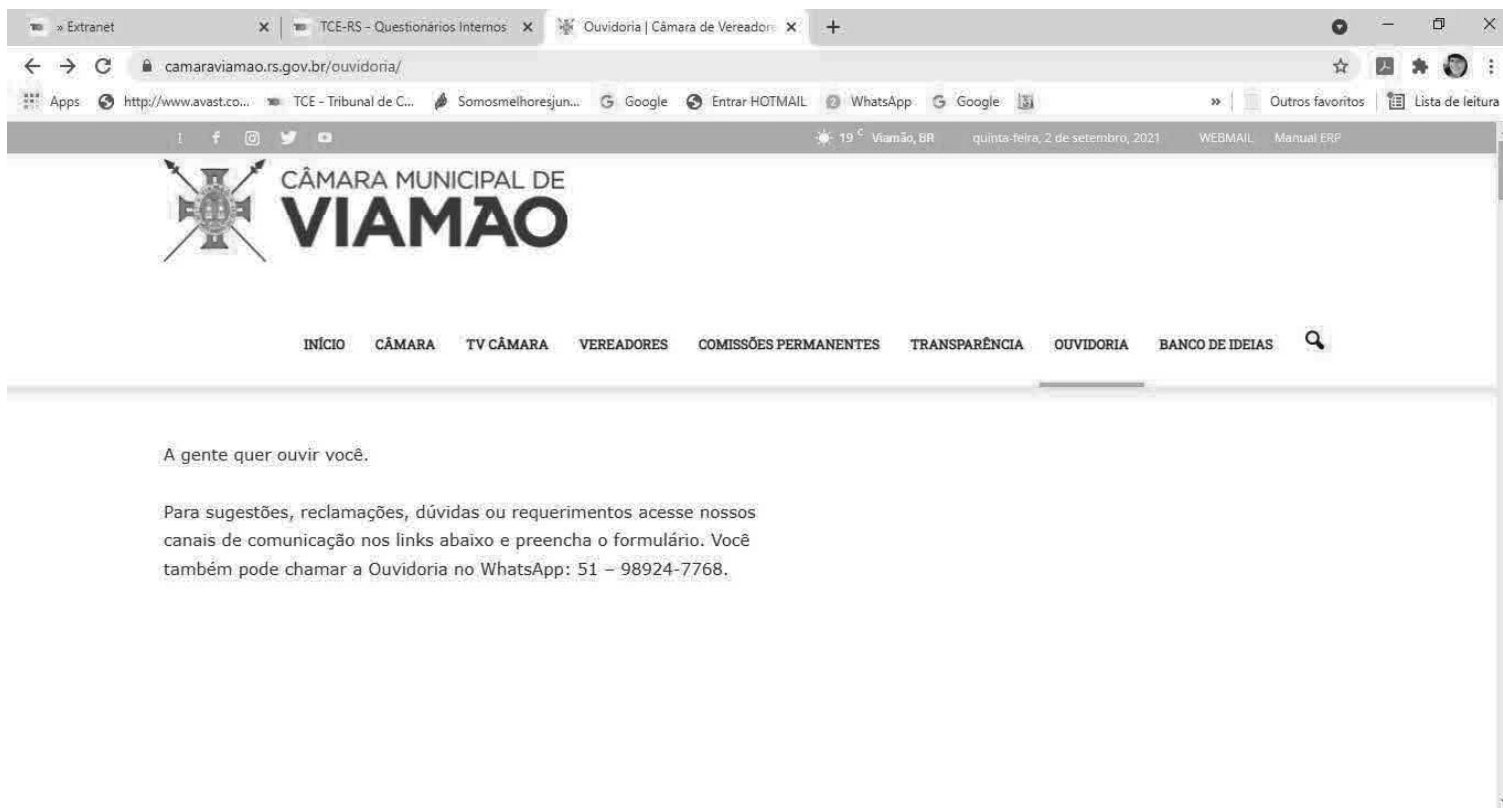 » Extranet
TCE-RS - Questionários Internos
Ouvidoria | Câmara de Vereadore
camaraviamao.rs.gov.br/ouvidoria/
Apps http://www.avast.co... TCE - Tribunal de C... Somosmelhoresjun... Google Entrar HOTMAIL WhatsApp Google » Outros favoritos Lista de leitura
19 C Viamão, BR quinta-feira, 2 de setembro, 2021 WEBMAIL Manual ERP
CÂMARA MUNICIPAL DE
VIAMÃO
INÍCIO CÂMARA TV CÂMARA VEREADORES COMISSÕES PERMANENTES TRANSPARÊNCIA OUVIDORIA BANCO DE IDEIAS
A gente quer ouvir você.
Para sugestões, reclamações, dúvidas ou requerimentos acesse nossos
canais de comunicação nos links abaixo e preencha o formulário. Você
também pode chamar a Ouvidoria no WhatsApp: 51 – 98924-7768.